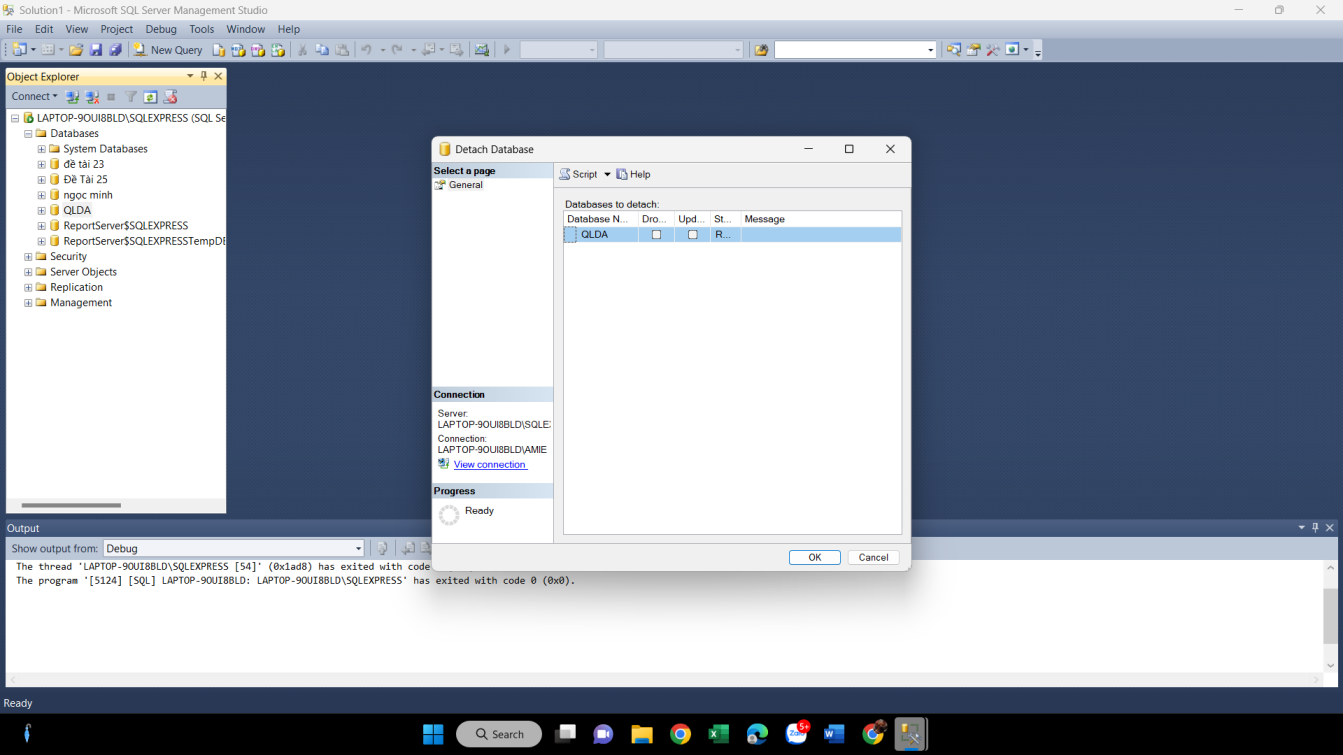 Solution1 - Microsoft SQL Server Management Studio
File Edit View Project Debug Tools Window Help
New Query
Object Explorer
Connect
LAPTOP-9OUI8BLD\SQLEXPRESS (SQL Se
Databases
System Databases
đề tài 23
Đề Tài 25
ngọc minh
QLDA
ReportServer$SQLEXPRESS
ReportServer$SQLEXPRESSTempDB
Security
Server Objects
Replication
Management
Detach Database
Select a page
General
Script Help
Databases to detach:
Database N... Dro... Upd... St... Message
QLDA R...
Connection
Server:
LAPTOP-9OUI8BLD\SQLE
Connection:
LAPTOP-9OUI8BLD\AMIE
View connection
Progress
Ready
OK Cancel
Output
Show output from: Debug
The thread 'LAPTOP-9OUI8BLD\SQLEXPRESS [54]' (0x1ad8) has exited with code
The program '[5124] [SQL] LAPTOP-9OUI8BLD: LAPTOP-9OUI8BLD\SQLEXPRESS' has exited with code 0 (0x0).
Ready
Search
Zalo
5+